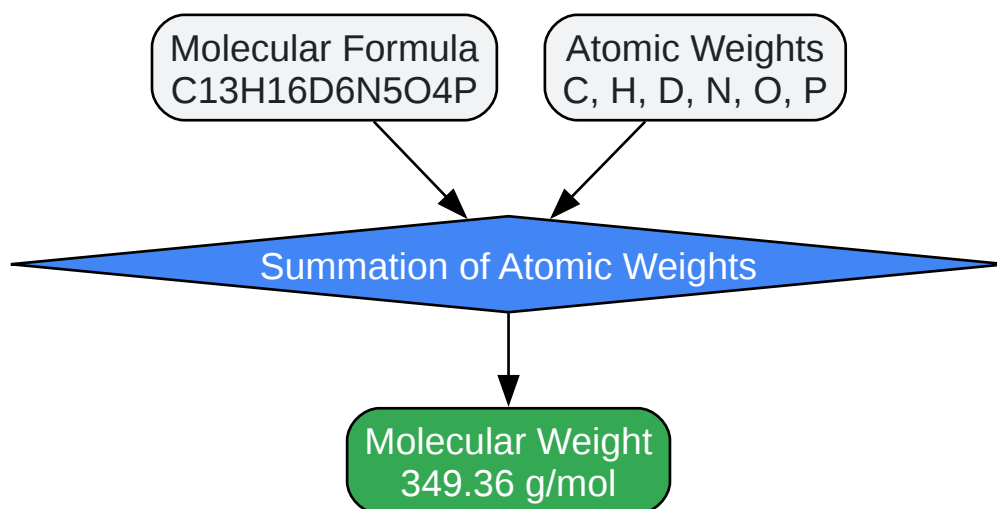 Molecular Formula
C13H16D6N5O4P
Atomic Weights
C, H, D, N, O, P
Summation of Atomic Weights
Molecular Weight
349.36 g/mol